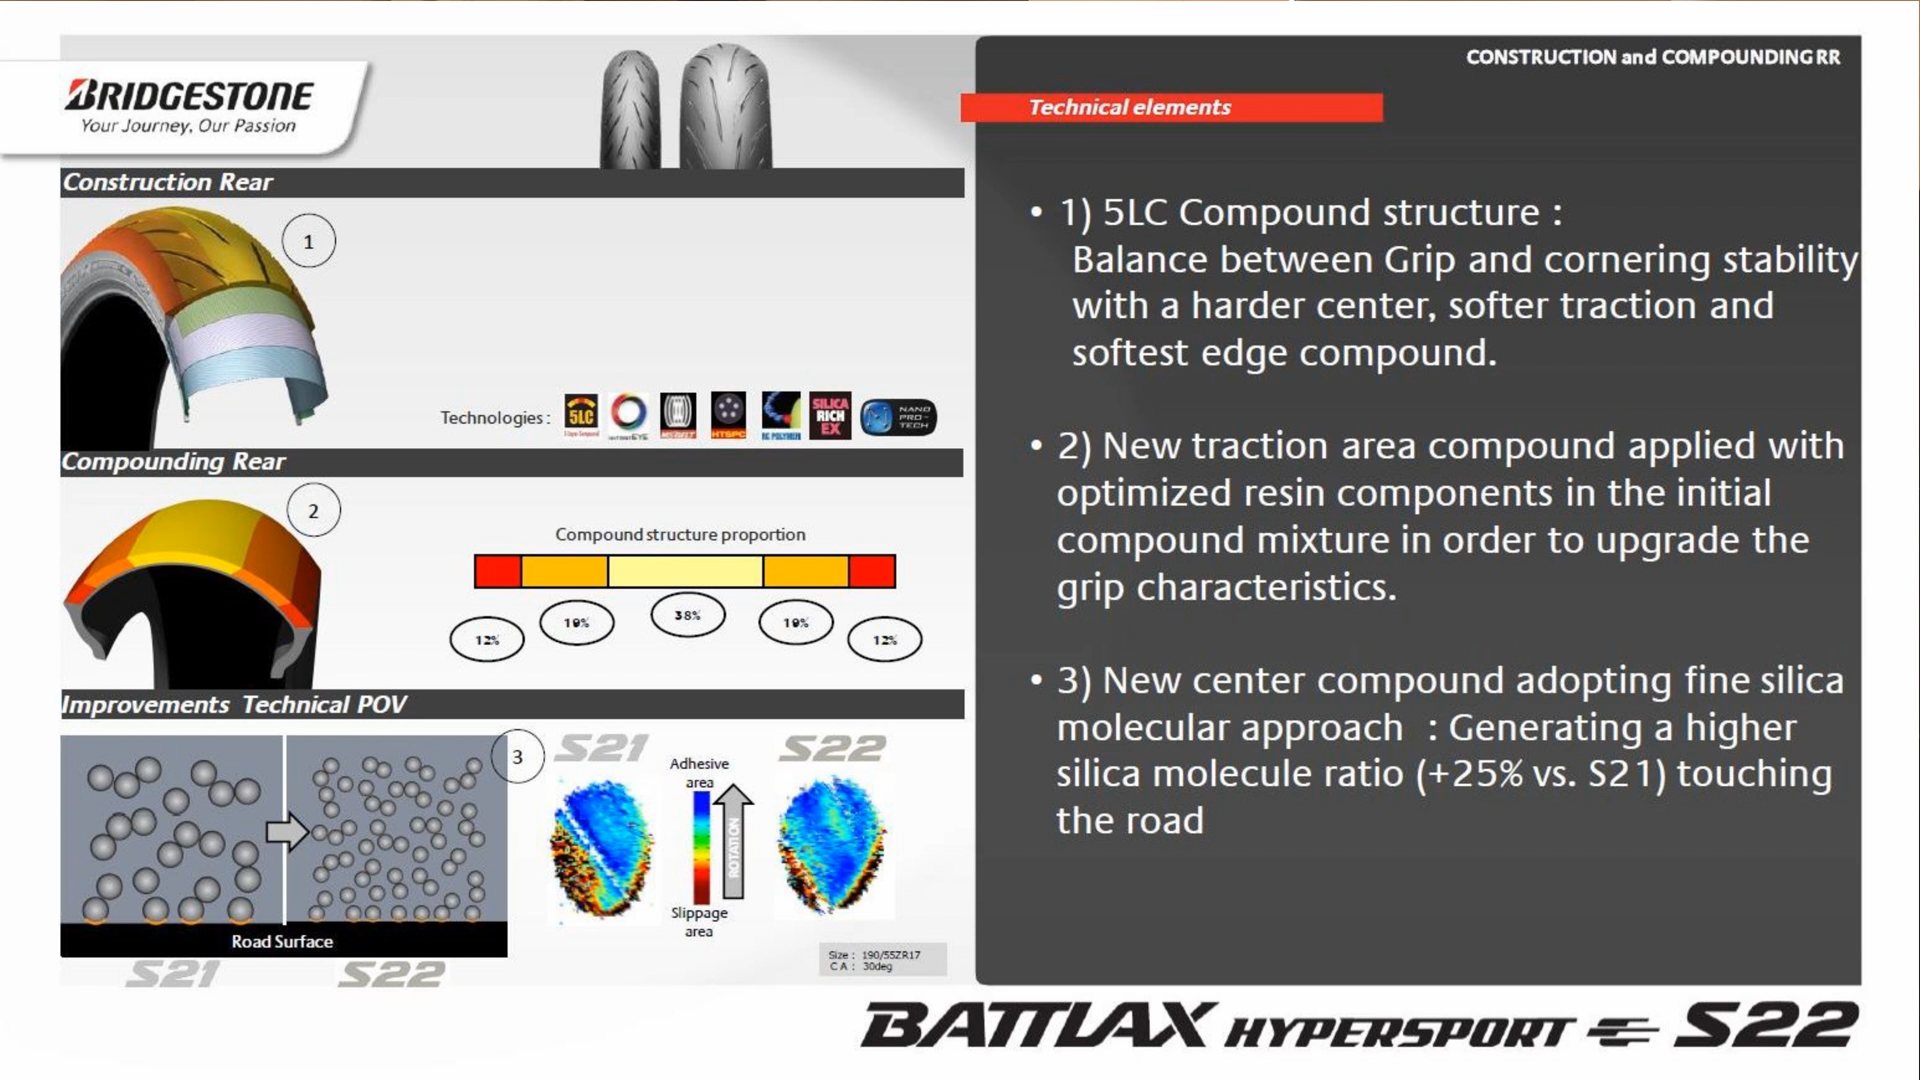 BRIDGESTONE
Your Journey, Our Passion
Construction Rear
1
Technologies :
5LC
HTSPC
RC POLYMER
SILICA
RICH
EX
NANO
PRO-
TECH
Compounding Rear
2
Compound structure proportion
12%
19%
38%
19%
12%
Improvements Technical POV
3
S21
S22
Adhesive
area
ROTATION
Slippage
area
Road Surface
S21
S22
Size : 190/55ZR17
C A : 30deg
CONSTRUCTION and COMPOUNDING RR
Technical elements
• 1) 5LC Compound structure :
Balance between Grip and cornering stability
with a harder center, softer traction and
softest edge compound.
• 2) New traction area compound applied with
optimized resin components in the initial
compound mixture in order to upgrade the
grip characteristics.
• 3) New center compound adopting fine silica
molecular approach : Generating a higher
silica molecule ratio (+25% vs. S21) touching
the road
BATTLAX HYPERSPORT S22